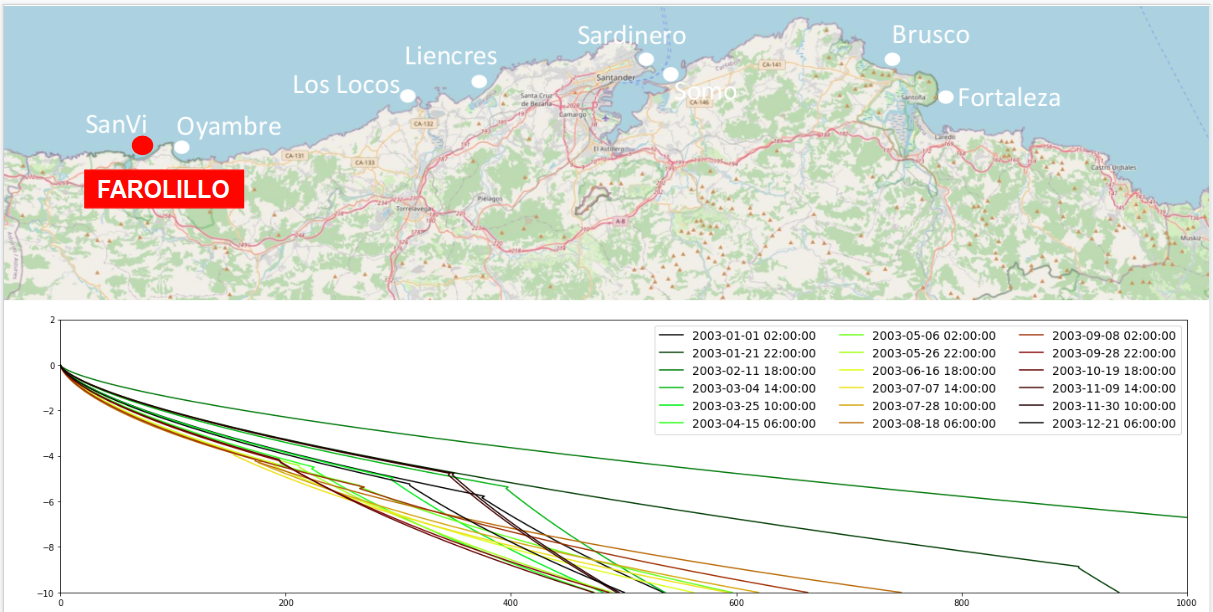 Sardinero
Brusco
Liencres
CA-141
Santander
Los Locos
Somo
Santa Cruz
de Bezana
CA-146
Santoña
Fortaleza
Camargo
SanVi
Oyambre
CA-132
El Astillero
Laredo
CA-131
CA-133
Castro Urdiales
FAROLILLO
Torrelavega
Piélagos
A-8
2003-01-01 02:00:00 2003-05-06 02:00:00 2003-09-08 02:00:00
2003-01-21 22:00:00 2003-05-26 22:00:00 2003-09-28 22:00:00
2003-02-11 18:00:00 2003-06-16 18:00:00 2003-10-19 18:00:00
2003-03-04 14:00:00 2003-07-07 14:00:00 2003-11-09 14:00:00
2003-03-25 10:00:00 2003-07-28 10:00:00 2003-11-30 10:00:00
2003-04-15 06:00:00 2003-08-18 06:00:00 2003-12-21 06:00:00
2
0
−2
−4
−6
−8
−10
0 200 400 600 800 1000